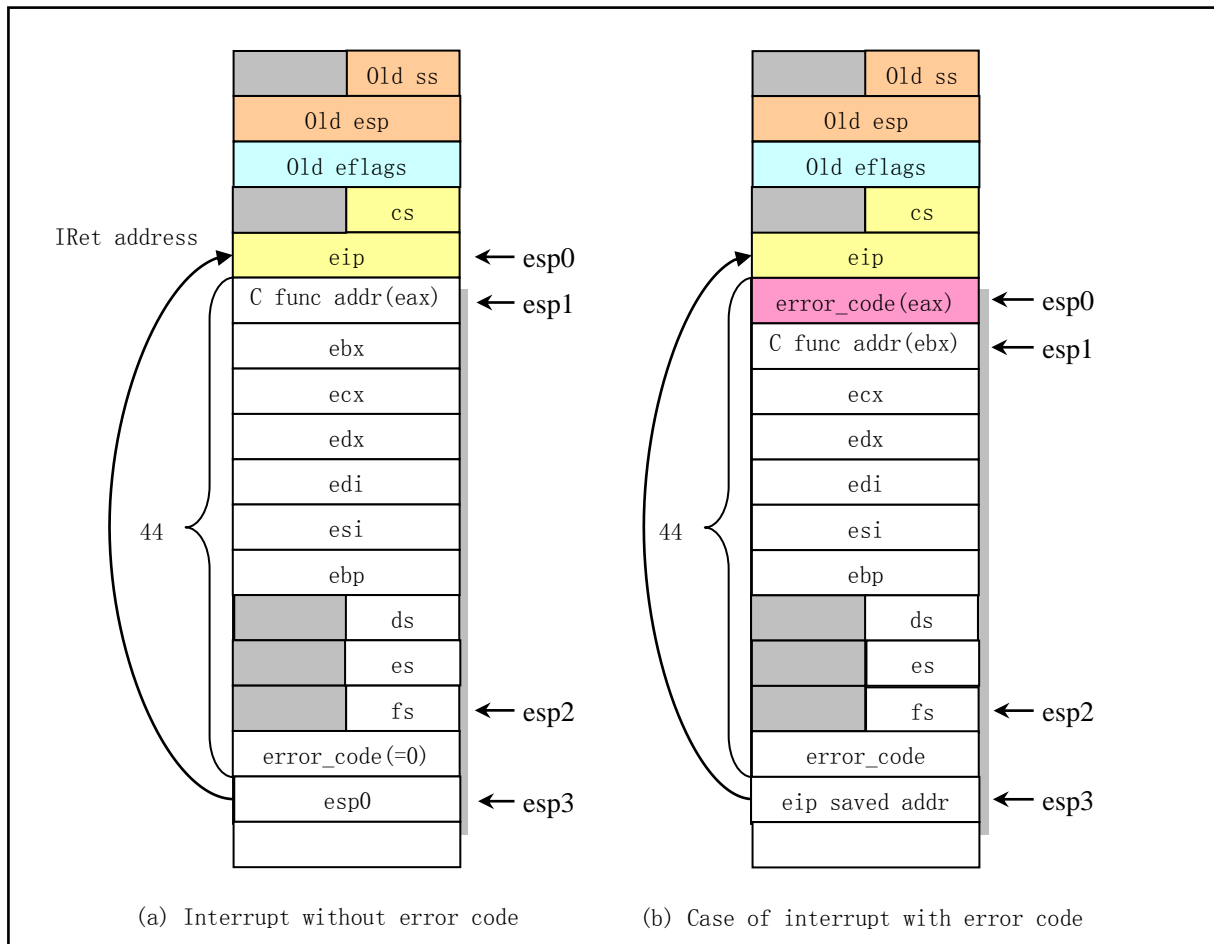 Old ss
Old esp
Old eflags
cs
IRet address
eip
esp0
C func addr(eax)
esp1
ebx
ecx
edx
edi
44
esi
ebp
ds
es
fs
esp2
error_code(=0)
esp0
esp3
(a) Interrupt without error code
Old ss
Old esp
Old eflags
cs
eip
error_code(eax)
esp0
C func addr(ebx)
esp1
ecx
edx
edi
44
esi
ebp
ds
es
fs
esp2
error_code
eip saved addr
esp3
(b) Case of interrupt with error code